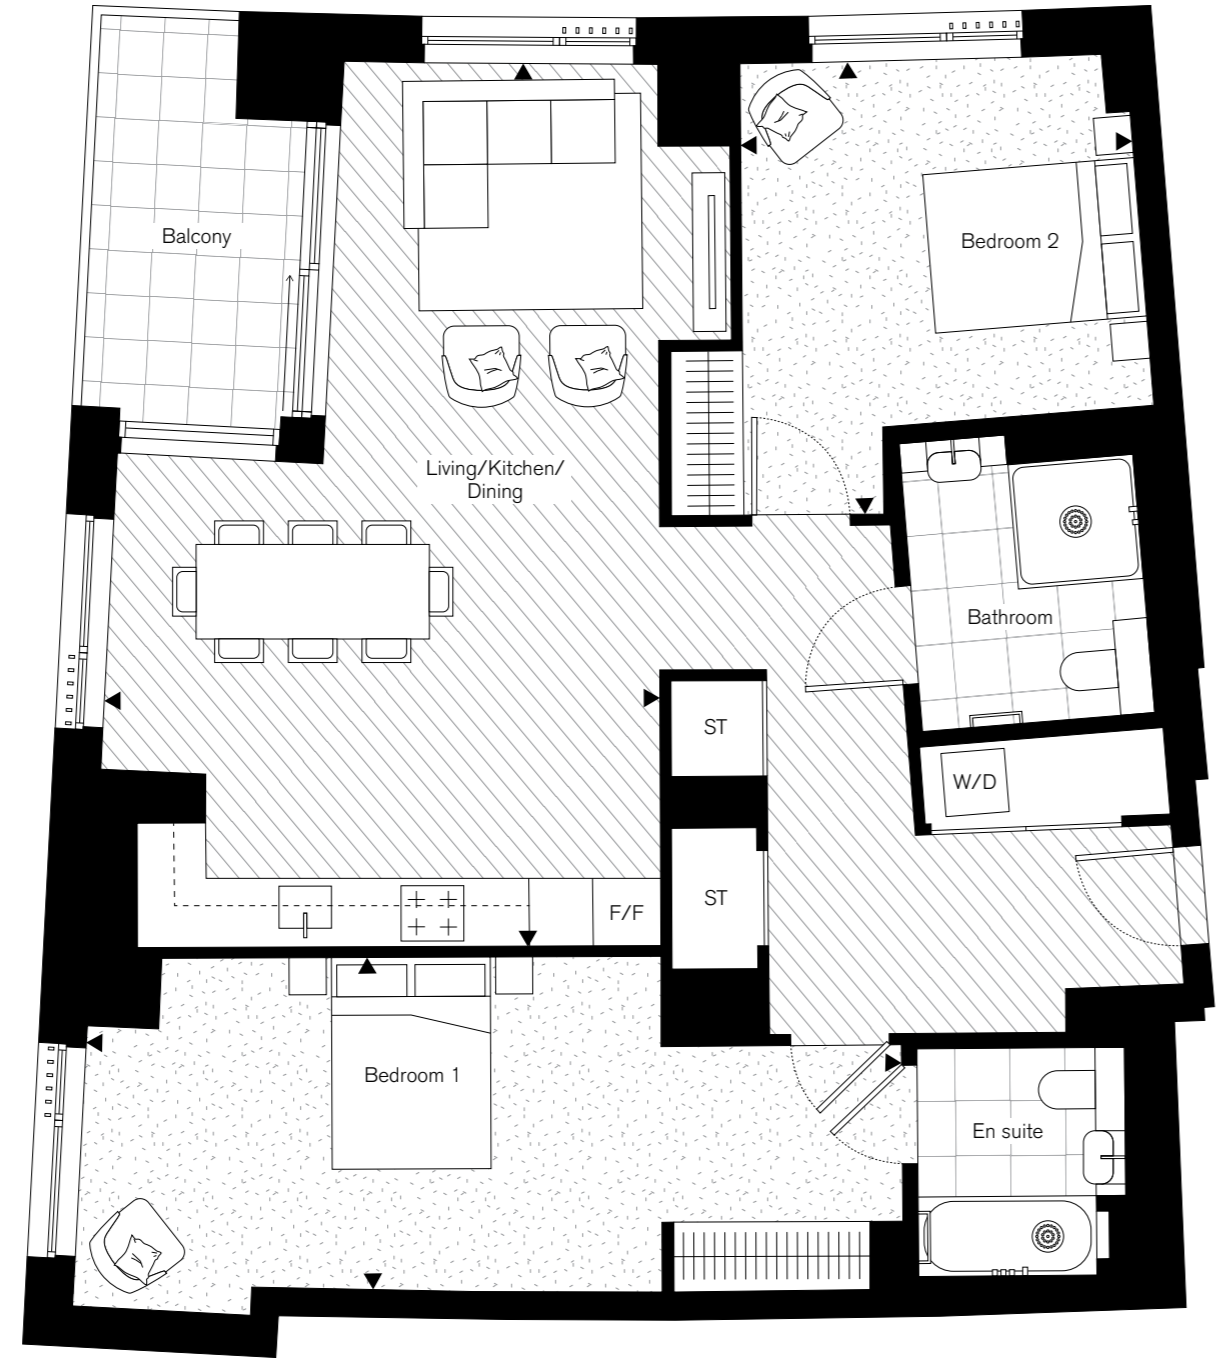 Balcony
Bedroom 2
Living/Kitchen/
Dining
Bathroom
ST
W/D
ST
F/F
Bedroom 1
En suite